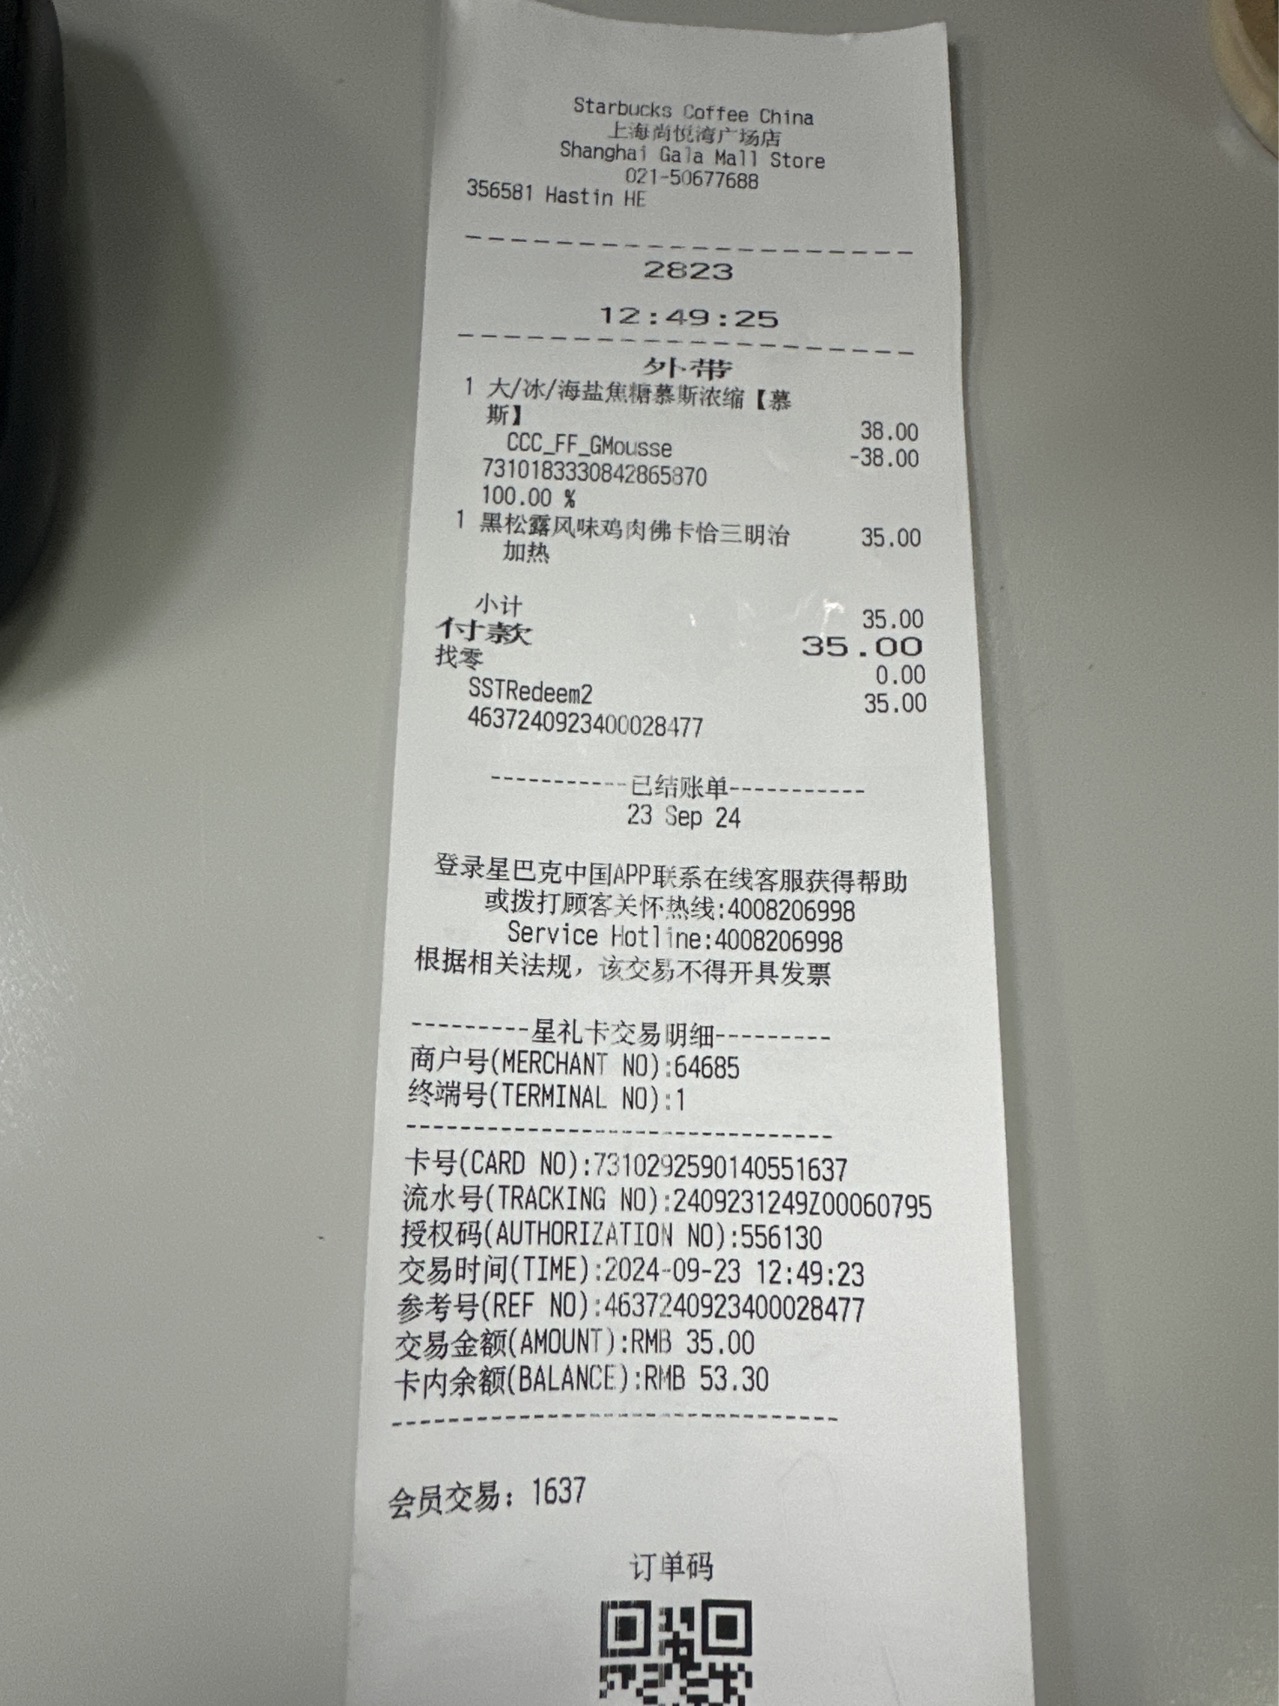 Starbucks Coffee China
上海尚悦湾广场店
Shanghai Gala Mall Store
021-50677688
356581 Hastin HE
--------------------
2823
12:49:25
--------------------
外带
1 大/冰/海盐焦糖慕斯浓缩【慕
斯】 38.00
CCC_FF_GMousse -38.00
7310183330842865870
100.00 %
1 黑松露风味鸡肉佛卡恰三明治 35.00
加热
小计 35.00
付款 35.00
找零 0.00
SSTRedeem2 35.00
4637240923400028477
-----------已结账单-----------
23 Sep 24
登录星巴克中国APP联系在线客服获得帮助
或拨打顾客关怀热线:4008206998
Service Hotline:4008206998
根据相关法规，该交易不得开具发票
---------星礼卡交易明细---------
商户号(MERCHANT NO):64685
终端号(TERMINAL NO):1
--------------------------------
卡号(CARD NO):7310292590140551637
流水号(TRACKING NO):2409231249Z00060795
授权码(AUTHORIZATION NO):556130
交易时间(TIME):2024-09-23 12:49:23
参考号(REF NO):4637240923400028477
交易金额(AMOUNT):RMB 35.00
卡内余额(BALANCE):RMB 53.30
--------------------------------
会员交易：1637
订单码